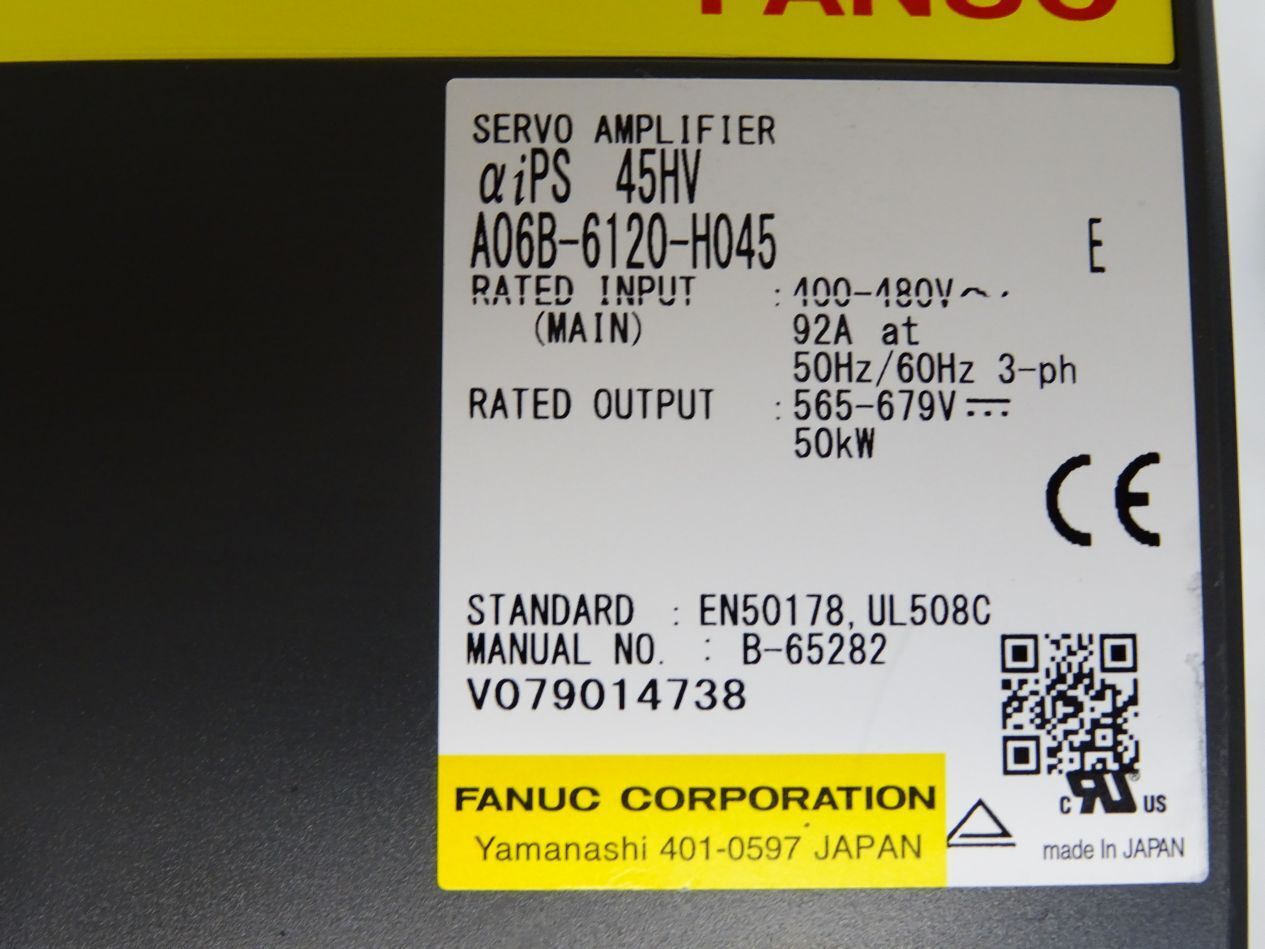 FANUC
SERVO AMPLIFIER
αiPS 45HV
A06B-6120-H045
E
RATED INPUT : 400-480V～.
(MAIN) 92A at
50Hz/60Hz 3-ph
RATED OUTPUT : 565-679V⎓
50kW
CE
STANDARD : EN50178,UL508C
MANUAL NO. : B-65282
V079014738
FANUC CORPORATION
Yamanashi 401-0597 JAPAN
c RU ® US
made in JAPAN